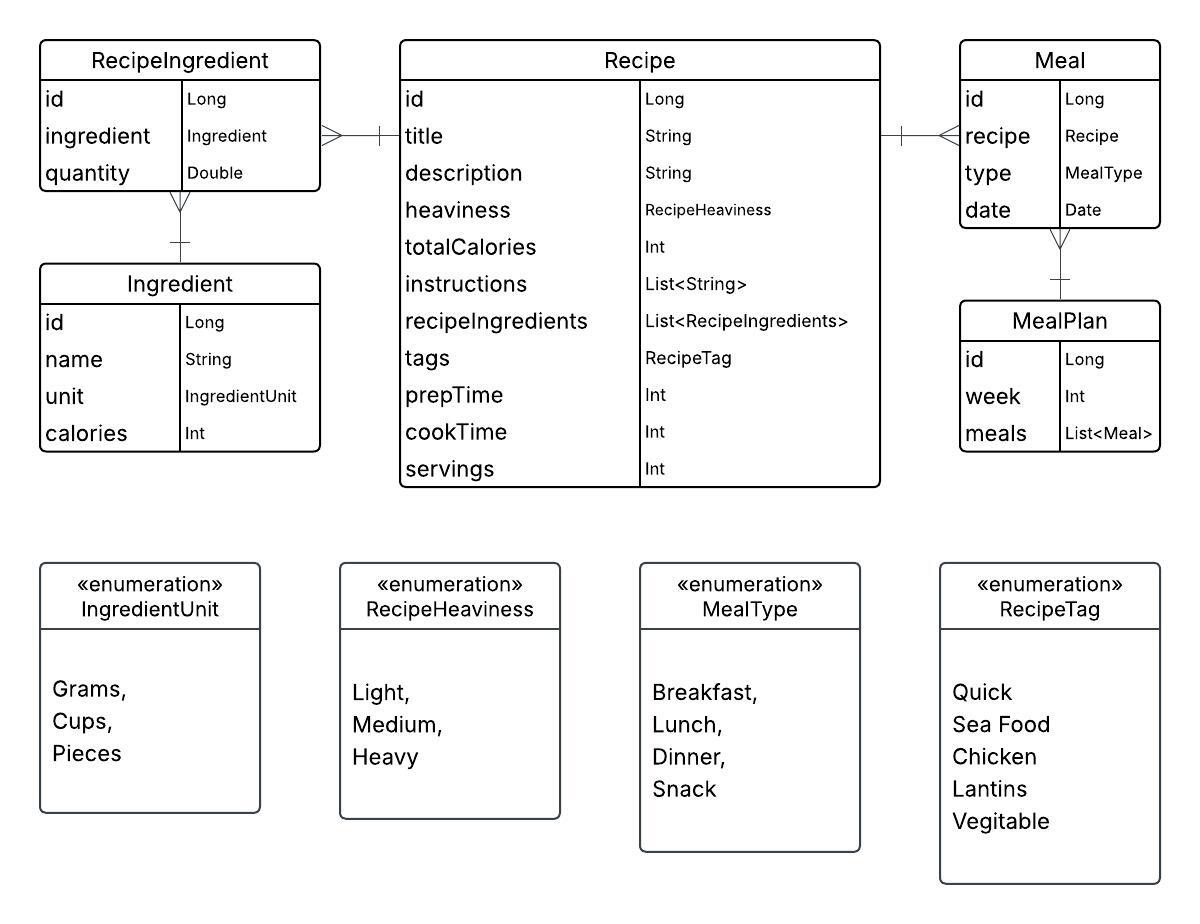 RecipeIngredient
id Long
ingredient Ingredient
quantity Double
Ingredient
id Long
name String
unit IngredientUnit
calories Int
Recipe
id Long
title String
description String
heaviness RecipeHeaviness
totalCalories Int
instructions List<String>
recipeIngredients List<RecipeIngredients>
tags RecipeTag
prepTime Int
cookTime Int
servings Int
Meal
id Long
recipe Recipe
type MealType
date Date
MealPlan
id Long
week Int
meals List<Meal>
«enumeration»
IngredientUnit
Grams,
Cups,
Pieces
«enumeration»
RecipeHeaviness
Light,
Medium,
Heavy
«enumeration»
MealType
Breakfast,
Lunch,
Dinner,
Snack
«enumeration»
RecipeTag
Quick
Sea Food
Chicken
Lantins
Vegitable